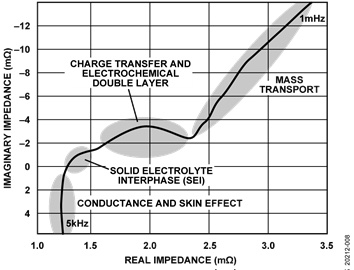 −12
−10
−8
−6
−4
−2
0
2
4
IMAGINARY IMPEDANCE (mΩ)
1mHz
CHARGE TRANSFER AND
ELECTROCHEMICAL
DOUBLE LAYER
MASS
TRANSPORT
SOLID ELECTROLYTE
INTERPHASE (SEI)
CONDUCTANCE AND SKIN EFFECT
5kHz
1.0 1.5 2.0 2.5 3.0 3.5
REAL IMPEDANCE (mΩ)
20212-008